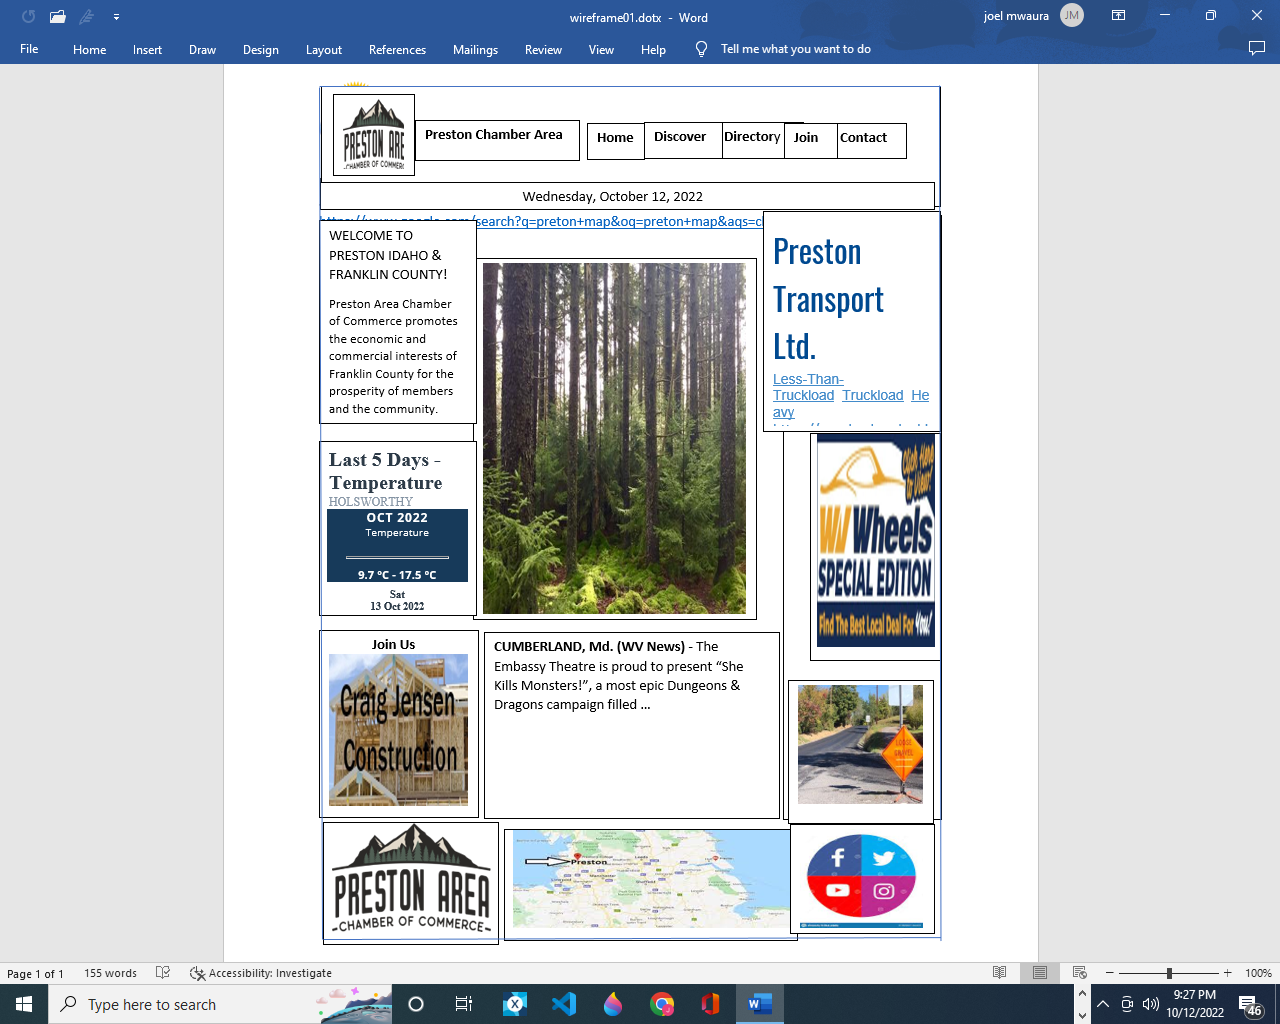 wireframe01.dotx - Word
joel mwaura
JM
File Home Insert Draw Design Layout References Mailings Review View Help Tell me what you want to do
PRESTON ARE
CHAMBER OF COMMERC
Preston Chamber Area
Home Discover Directory Join Contact
Wednesday, October 12, 2022
https://www.google.com/search?q=preton+map&oq=preton+map&aqs=c
WELCOME TO
PRESTON IDAHO &
FRANKLIN COUNTY!
Preston Area Chamber
of Commerce promotes
the economic and
commercial interests of
Franklin County for the
prosperity of members
and the community.
Preston
Transport
Ltd.
Less-Than-
Truckload Truckload He
avy
Last 5 Days -
Temperature
HOLSWORTHY
OCT 2022
Temperature
9.7 °C - 17.5 °C
Sat
13 Oct 2022
Click Here
to View!
WV Wheels
SPECIAL EDITION
Find The Best Local Deal For You!
Join Us
Craig Jensen
Construction
CUMBERLAND, Md. (WV News) - The
Embassy Theatre is proud to present “She
Kills Monsters!”, a most epic Dungeons &
Dragons campaign filled ...
LOOSE
GRAVEL
PRESTON AREA
-CHAMBER OF COMMERCE-
Preston
Page 1 of 1 155 words Accessibility: Investigate 100%
Type here to search
9:27 PM
10/12/2022
46